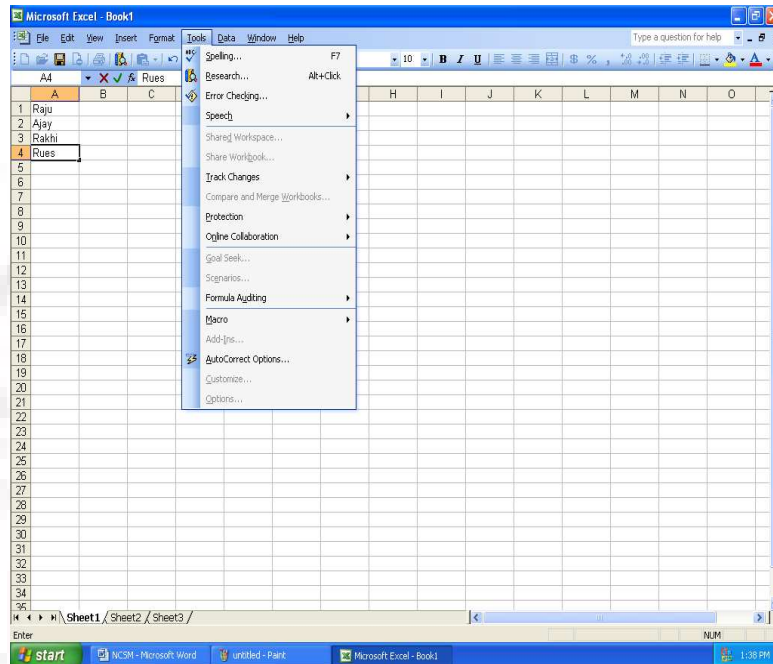 Microsoft Excel - Book1
File Edit View Insert Format Tools Data Window Help Type a question for help
10 B I U $ % ,
A4 fx Rues
A B C H I J K L M N O
1 Raju
2 Ajay
3 Rakhi
4 Rues
5
6
7
8
9
10
11
12
13
14
15
16
17
18
19
20
21
22
23
24
25
26
27
28
29
30
31
32
33
34
35
Spelling... F7
Research... Alt+Click
Error Checking...
Speech
Shared Workspace...
Share Workbook...
Track Changes
Compare and Merge Workbooks...
Protection
Online Collaboration
Goal Seek...
Scenarios...
Formula Auditing
Macro
Add-Ins...
AutoCorrect Options...
Customize...
Options...
Sheet1 / Sheet2 / Sheet3 /
Enter NUM
start NCSM - Microsoft Word untitled - Paint Microsoft Excel - Book1 1:38 PM